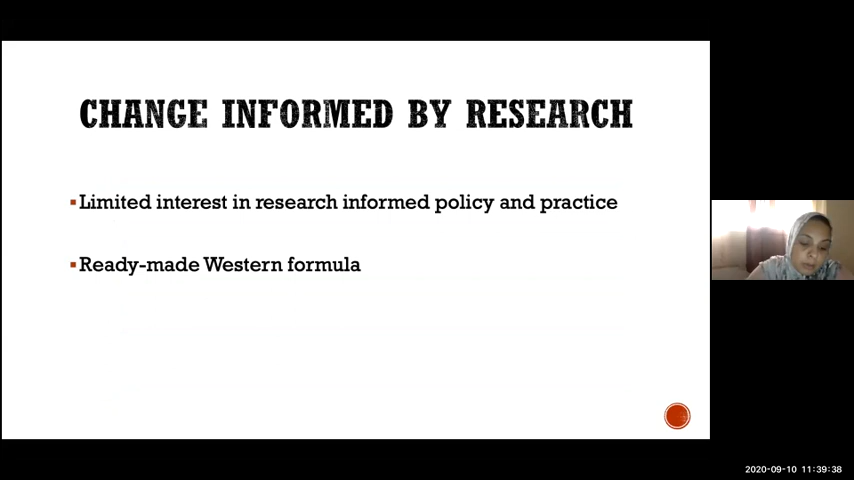 CHANGE INFORMED BY RESEARCH
▪Limited interest in research informed policy and practice
▪Ready-made Western formula
2020-09-10 11:39:38